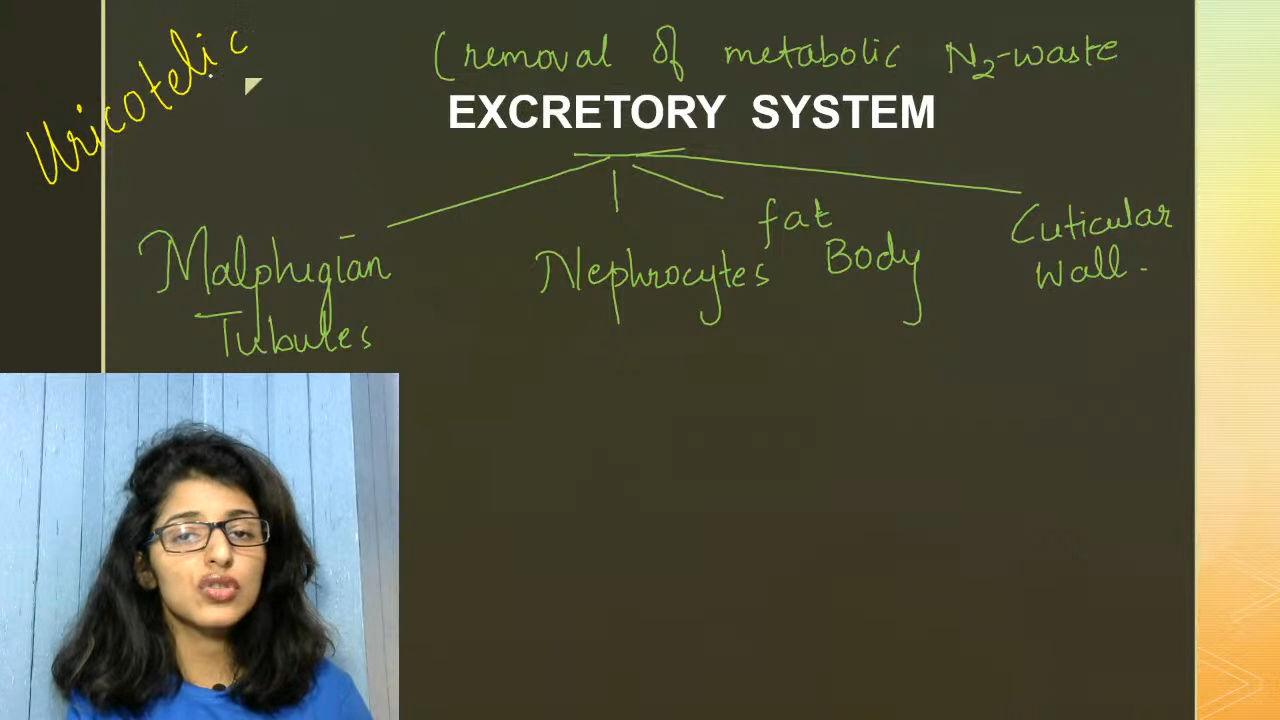 Uricotelic
(removal of metabolic N2-waste
EXCRETORY SYSTEM
Malphigian
Tubules
Nephrocytes
fat
Body
Cuticular
Wall.